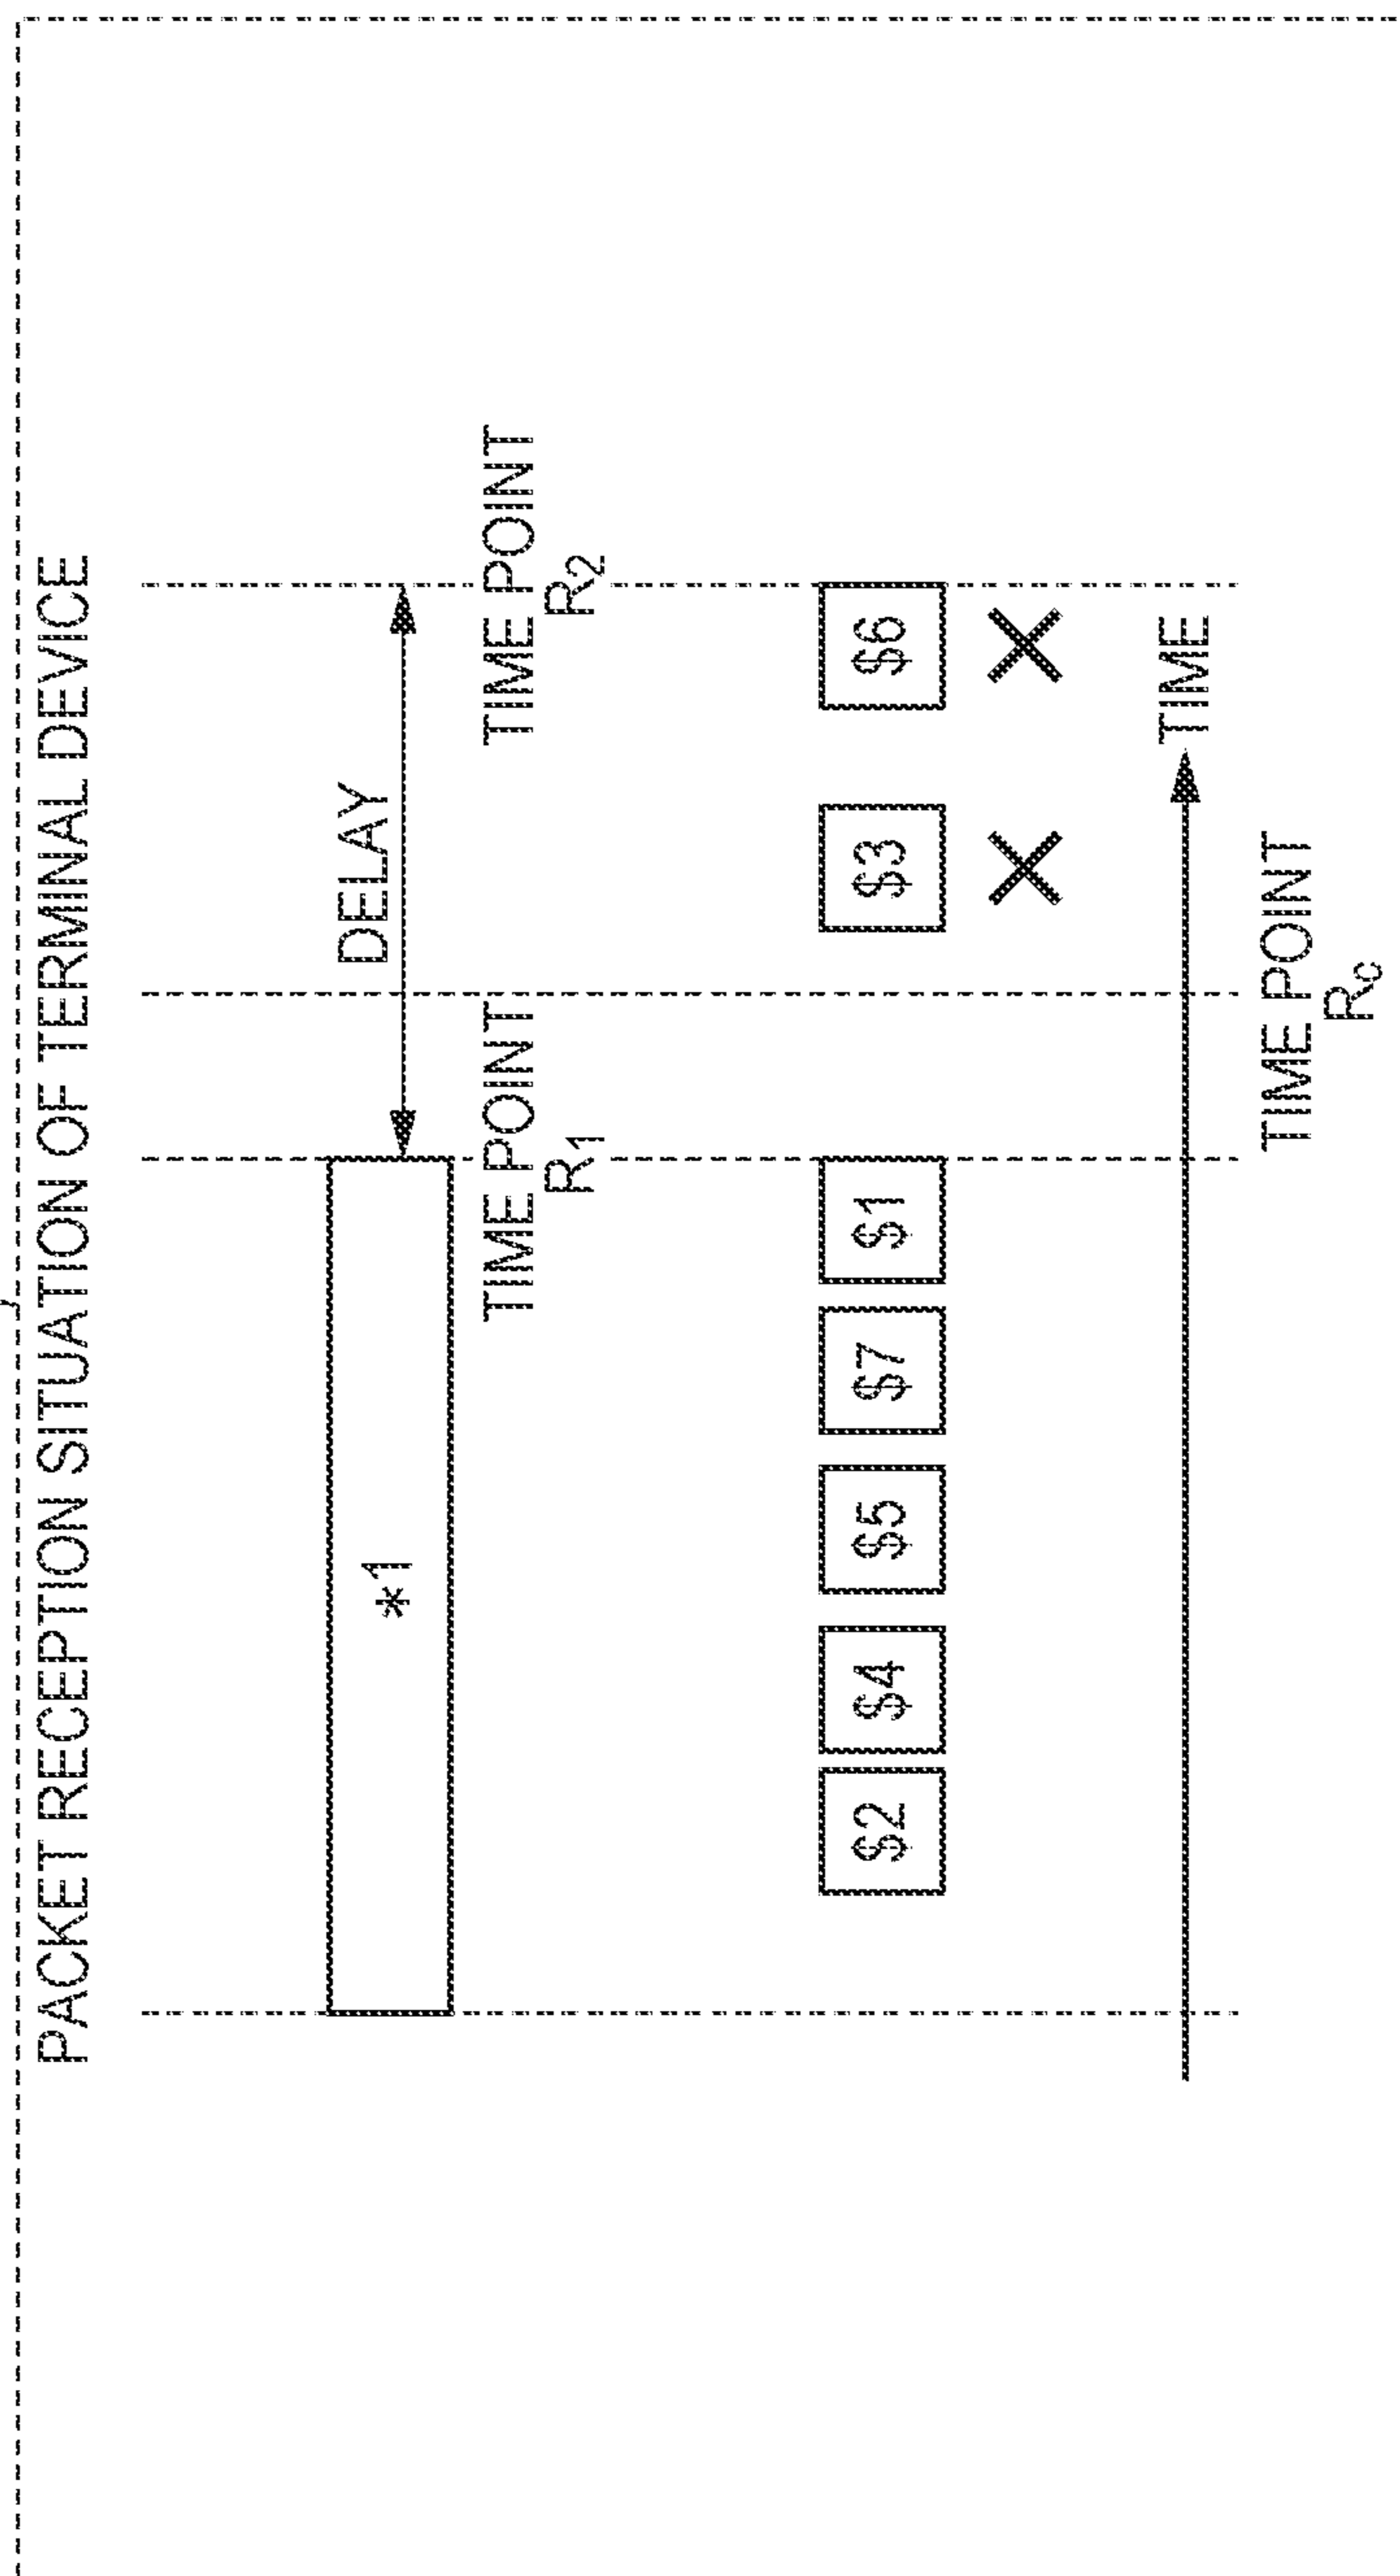 PACKET RECEPTION SITUATION OF TERMINAL DEVICE
DELAY
*1
TIME POINT
R1
TIME POINT
R2
$2
$4
$5
$7
$1
$3
$6
TIME
TIME POINT
Rc